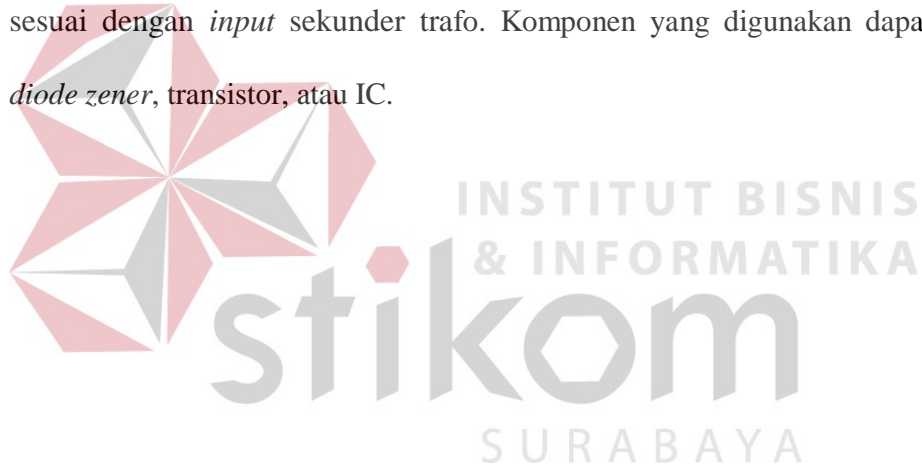 sesuai dengan input sekunder trafo. Komponen yang digunakan dapa
diode zener, transistor, atau IC.
INSTITUT BISNIS
& INFORMATIKA
stikom
SURABAYA